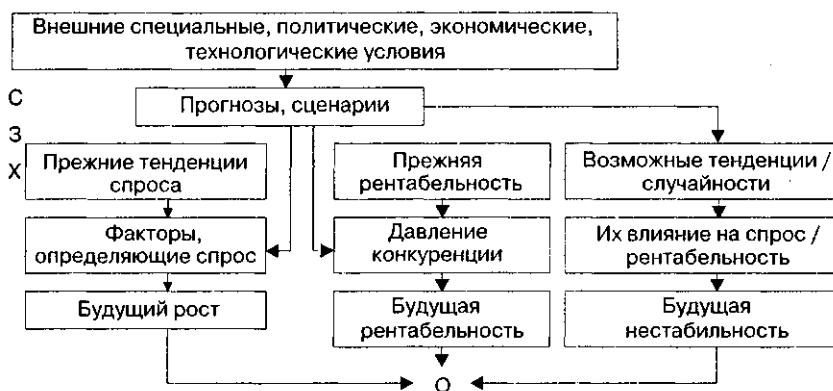 Внешние специальные, политические, экономические,
технологические условия
С
Прогнозы, сценарии
З
Х
Прежние тенденции
спроса
Прежняя
рентабельность
Возможные тенденции /
случайности
Факторы,
определяющие спрос
Давление
конкуренции
Их влияние на спрос /
рентабельность
Будущий рост
Будущая
рентабельность
Будущая
нестабильность
О